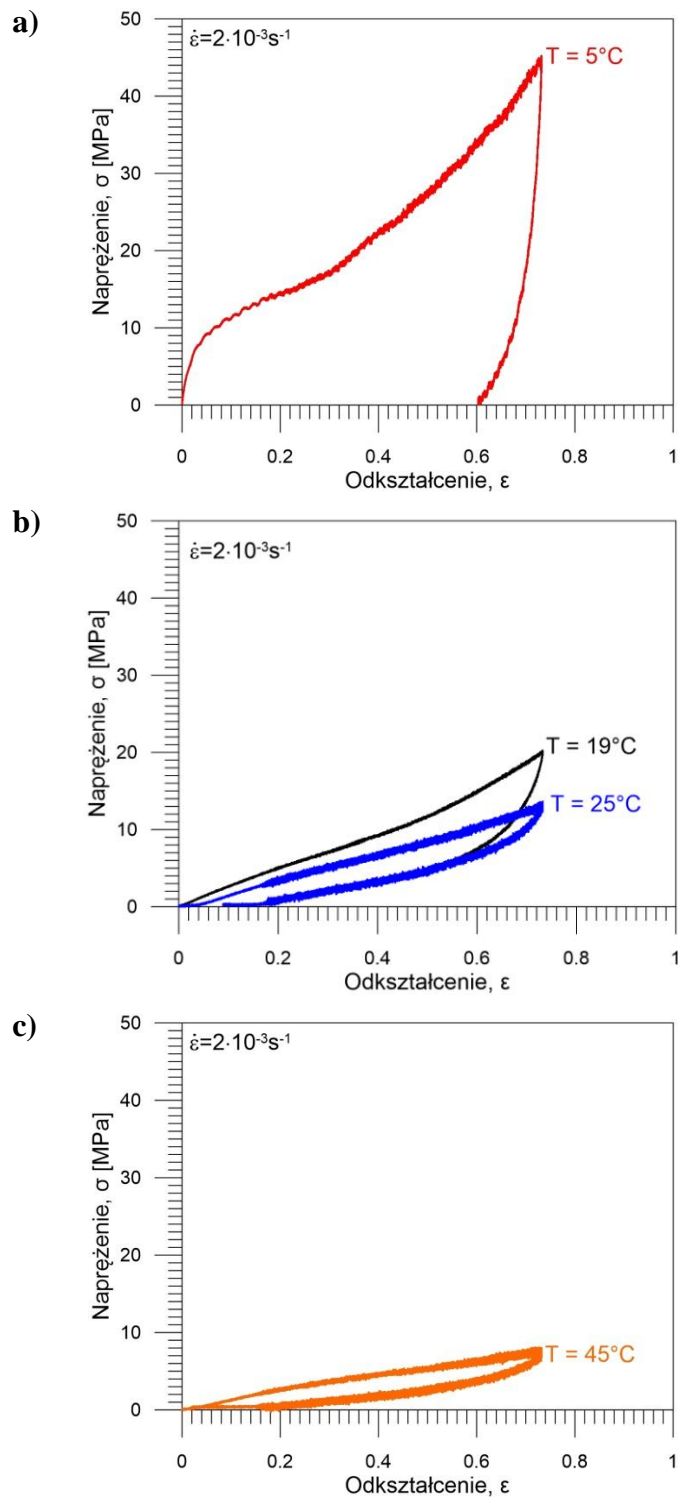 a)
50
ε̇=2·10⁻³s⁻¹
T = 5°C
40
30
20
10
0
Naprężenie, σ [MPa]
0 0.2 0.4 0.6 0.8 1
Odkształcenie, ε
b)
50
ε̇=2·10⁻³s⁻¹
40
30
20
T = 19°C
T = 25°C
10
0
Naprężenie, σ [MPa]
0 0.2 0.4 0.6 0.8 1
Odkształcenie, ε
c)
50
ε̇=2·10⁻³s⁻¹
40
30
20
10
T = 45°C
0
Naprężenie, σ [MPa]
0 0.2 0.4 0.6 0.8 1
Odkształcenie, ε